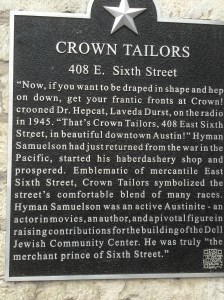 CROWN TAILORS
408 E. Sixth Street
"Now, if you want to be draped in shape and hep
on down, get your frantic fronts at Crown!
crooned Dr. Hepcat, Laveda Durst, on the radio
in 1945. "That's Crown Tailors, 408 East Sixth
Street, in beautiful downtown Austin!" Hyman
Samuelson had just returned from the war in the
Pacific, started his haberdashery shop and
prospered. Emblematic of mercantile East
Sixth Street, Crown Tailors symbolized the
street's comfortable blend of many races.
Hyman Samuelson was an active Austinite - an
actor in movies, an author, and a pivotal figure in
raising contributions for the building of the Dell
Jewish Community Center. He was truly "the
merchant prince of Sixth Street."